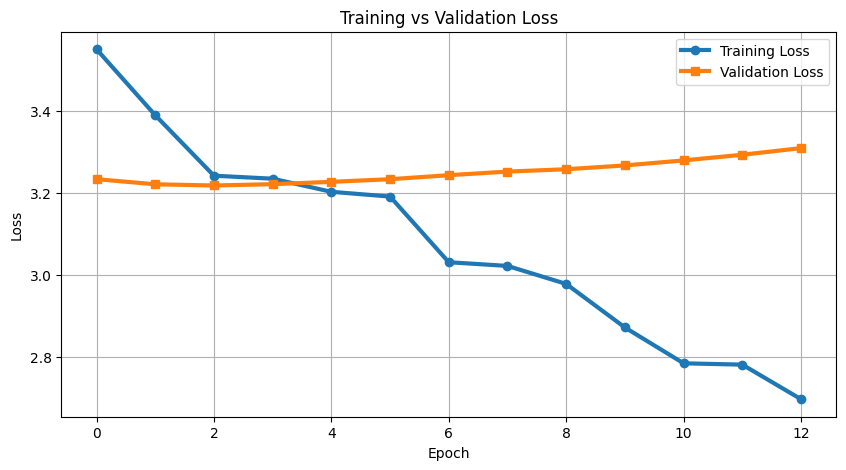 Training vs Validation Loss
Training Loss
Validation Loss
3.4
3.2
3.0
2.8
Loss
0 2 4 6 8 10 12
Epoch